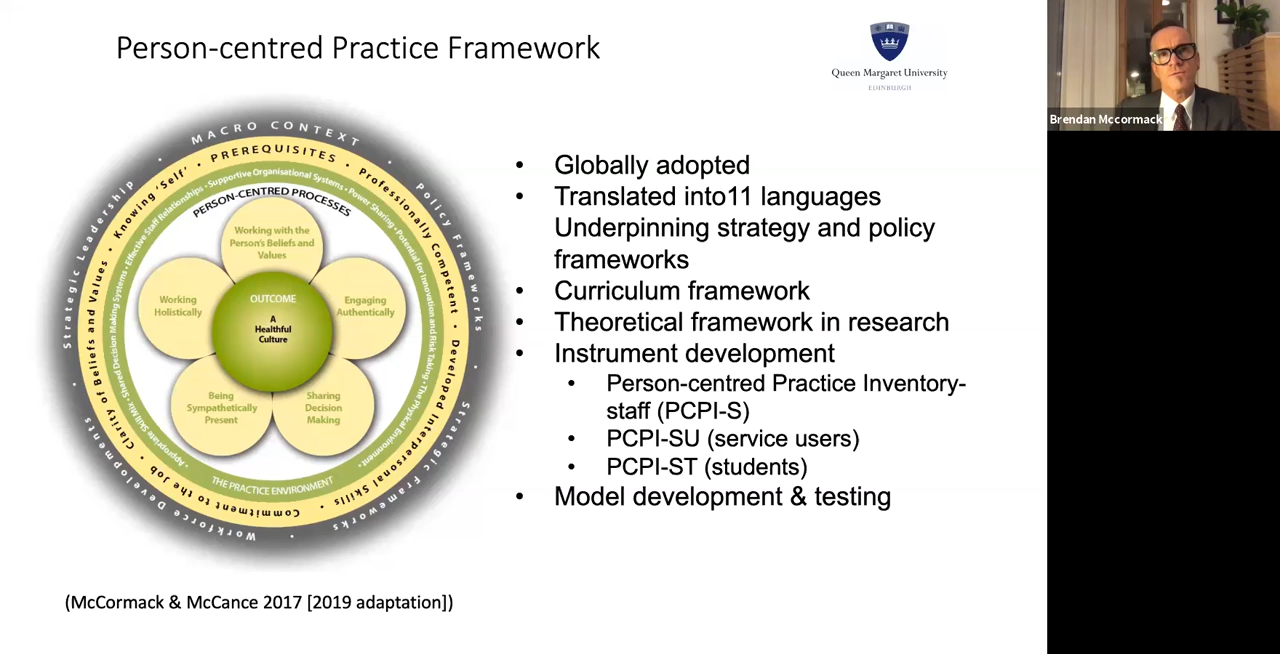 Person-centred Practice Framework
Queen Margaret University
EDINBURGH
Brendan Mccormack
MACRO CONTEXT
Policy Frameworks
Strategic Frameworks
Workforce Developments
Strategic Leadership
PREREQUISITES
Professionally Competent
Developed Interpersonal Skills
Commitment to the Job
Clarity of Beliefs and Values
Knowing 'Self'
Supportive Organisational Systems
Power Sharing
Potential for Innovation and Risk Taking
The Physical Environment
THE PRACTICE ENVIRONMENT
Appropriate Skill Mix
Shared Decision Making Systems
Effective Staff Relationships
PERSON-CENTRED PROCESSES
Working with the
Person's Beliefs and
Values
Engaging
Authentically
Sharing
Decision
Making
Being
Sympathetically
Present
Working
Holistically
OUTCOME
A
Healthful
Culture
• Globally adopted
• Translated into11 languages
Underpinning strategy and policy
frameworks
• Curriculum framework
• Theoretical framework in research
• Instrument development
• Person-centred Practice Inventory-
staff (PCPI-S)
• PCPI-SU (service users)
• PCPI-ST (students)
• Model development & testing
(McCormack & McCance 2017 [2019 adaptation])